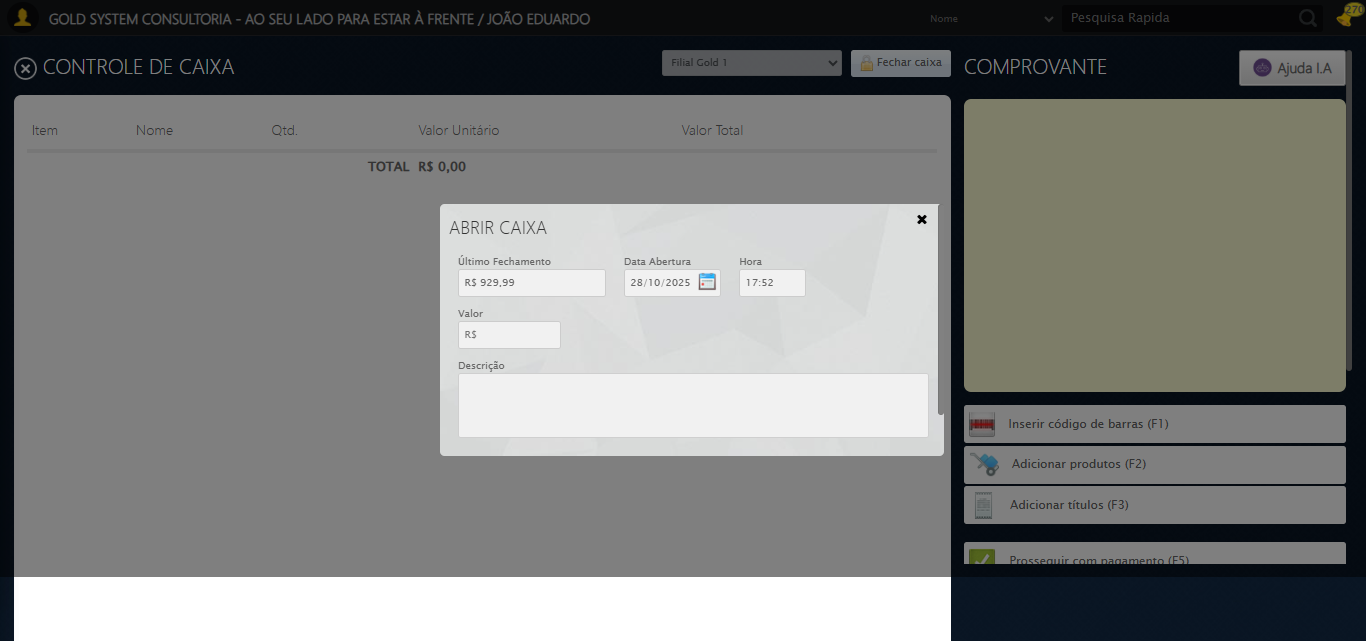 GOLD SYSTEM CONSULTORIA - AO SEU LADO PARA ESTAR À FRENTE / JOÃO EDUARDO
Nome
Pesquisa Rapida
270
CONTROLE DE CAIXA
Filial Gold 1
Fechar caixa
COMPROVANTE
Ajuda I.A
Item Nome Qtd. Valor Unitário Valor Total
TOTAL R$ 0,00
ABRIR CAIXA
Último Fechamento Data Abertura Hora
R$ 929,99 28/10/2025 17:52
Valor
R$
Descrição
Inserir código de barras (F1)
Adicionar produtos (F2)
Adicionar títulos (F3)
Prosseguir com pagamento (F5)